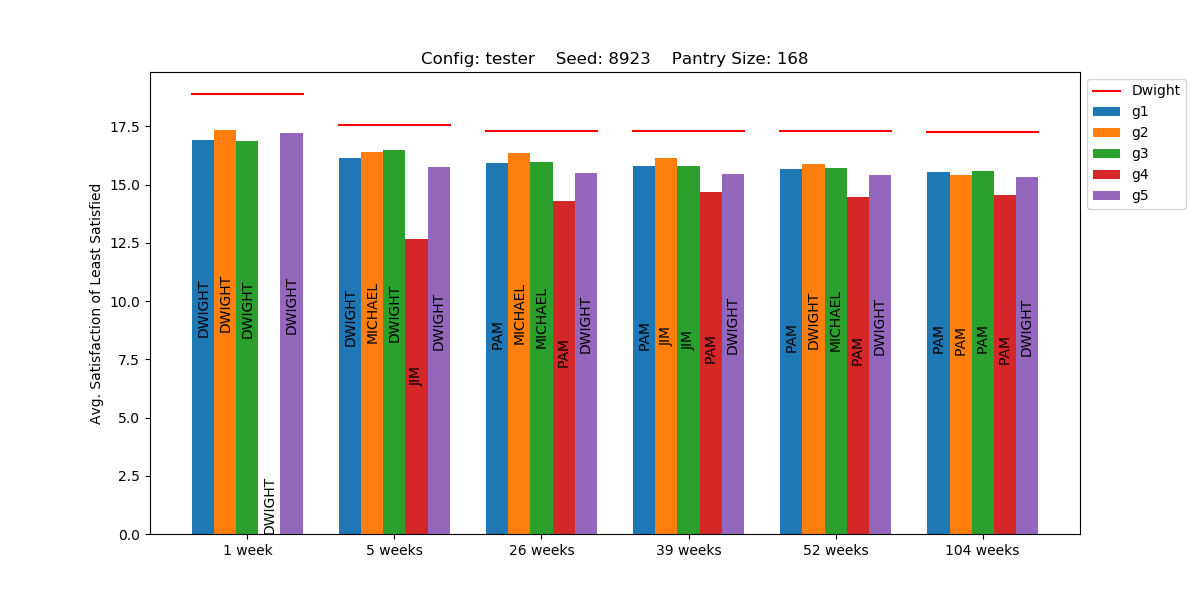 Config: tester    Seed: 8923    Pantry Size: 168
Dwight
g1
g2
g3
g4
g5
Avg. Satisfaction of Least Satisfied
17.5
15.0
12.5
10.0
7.5
5.0
2.5
0.0
DWIGHT
DWIGHT
DWIGHT
DWIGHT
DWIGHT
DWIGHT
MICHAEL
DWIGHT
JIM
DWIGHT
PAM
MICHAEL
MICHAEL
PAM
DWIGHT
PAM
JIM
JIM
PAM
DWIGHT
PAM
DWIGHT
MICHAEL
PAM
DWIGHT
PAM
PAM
PAM
PAM
DWIGHT
1 week
5 weeks
26 weeks
39 weeks
52 weeks
104 weeks